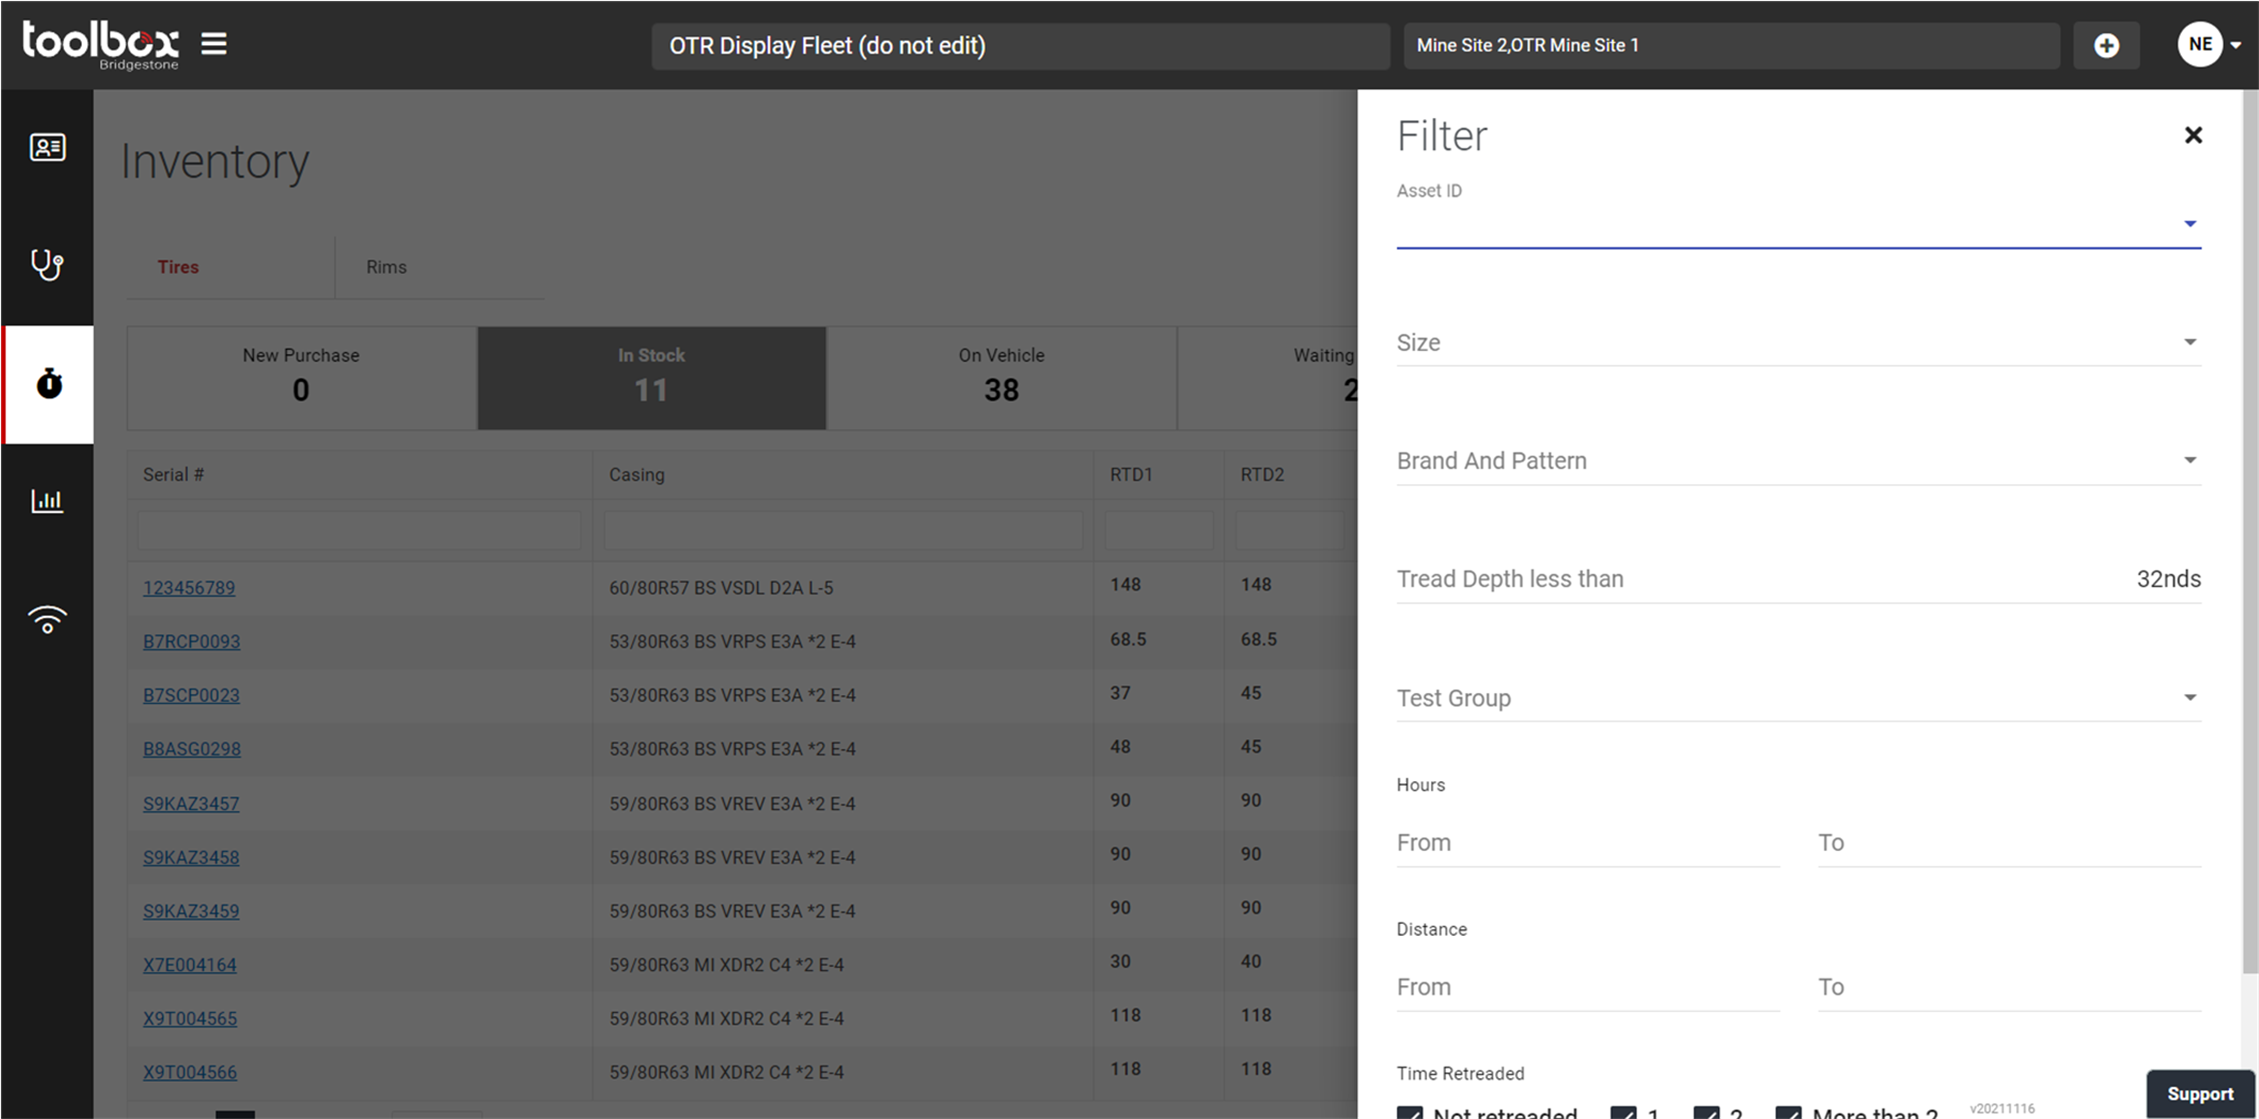 toolbox
Bridgestone
OTR Display Fleet (do not edit)
Mine Site 2,OTR Mine Site 1
NE
Inventory
Tires
Rims
New Purchase
0
In Stock
11
On Vehicle
38
Waiting
2
Serial # Casing RTD1 RTD2
123456789 60/80R57 BS VSDL D2A L-5 148 148
B7RCP0093 53/80R63 BS VRPS E3A *2 E-4 68.5 68.5
B7SCP0023 53/80R63 BS VRPS E3A *2 E-4 37 45
B8ASG0298 53/80R63 BS VRPS E3A *2 E-4 48 45
S9KAZ3457 59/80R63 BS VREV E3A *2 E-4 90 90
S9KAZ3458 59/80R63 BS VREV E3A *2 E-4 90 90
S9KAZ3459 59/80R63 BS VREV E3A *2 E-4 90 90
X7E004164 59/80R63 MI XDR2 C4 *2 E-4 30 40
X9T004565 59/80R63 MI XDR2 C4 *2 E-4 118 118
X9T004566 59/80R63 MI XDR2 C4 *2 E-4 118 118
Filter
Asset ID
Size
Brand And Pattern
Tread Depth less than 32nds
Test Group
Hours
From To
Distance
From To
Time Retreaded
Not retreaded 1 2 More than 2
v20211116
Support